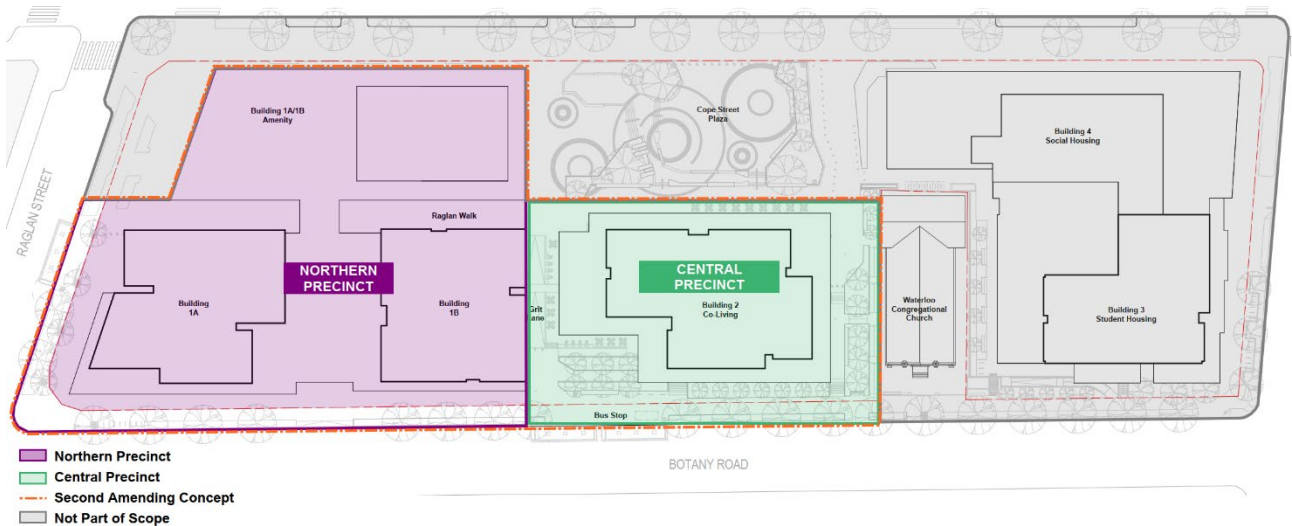 Building 1A/1B
Amenity
Cope Street
Plaza
Building 4
Social Housing
RAGLAN STREET
Raglan Walk
NORTHERN
PRECINCT
CENTRAL
PRECINCT
Building
1A
Building
1B
Grit
Lane
Building 2
Co-Living
Waterloo
Congregational
Church
Building 3
Student Housing
Bus Stop
BOTANY ROAD
Northern Precinct
Central Precinct
Second Amending Concept
Not Part of Scope